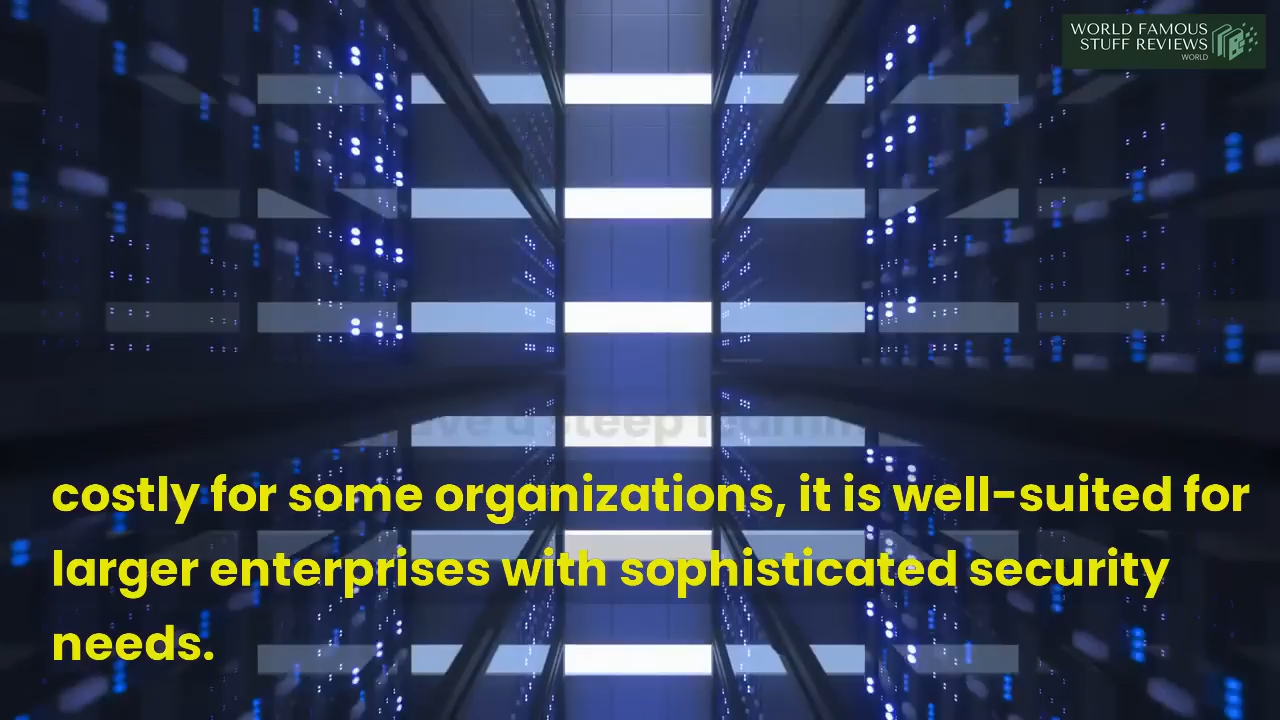 WORLD FAMOUS
STUFF REVIEWS
WORLD
a steep
costly for some organizations, it is well-suited for
larger enterprises with sophisticated security
needs.